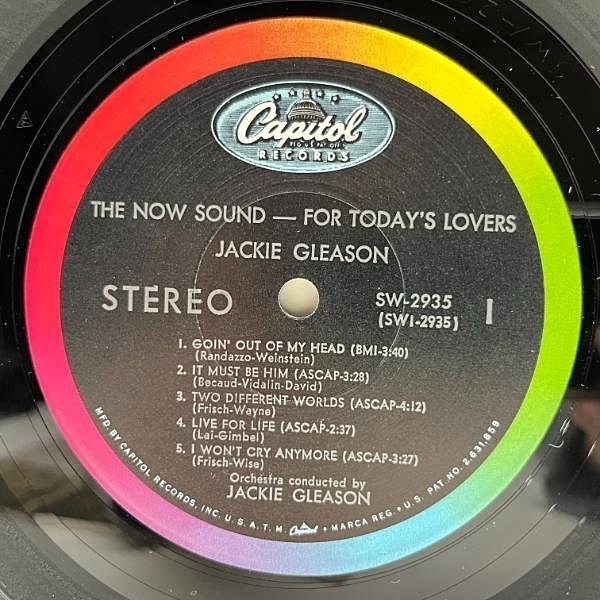 Capitol
RECORDS
THE NOW SOUND — FOR TODAY'S LOVERS
JACKIE GLEASON
STEREO
SW-2935
(SW1-2935)
1
1. GOIN' OUT OF MY HEAD (BMI-3:40)
(Randazzo-Weinstein)
2. IT MUST BE HIM (ASCAP-3:28)
(Becaud-Vidalin-David)
3. TWO DIFFERENT WORLDS (ASCAP-4:12)
(Frisch-Wayne)
4. LIVE FOR LIFE (ASCAP-2:37)
(Lai-Gimbel)
5. I WON'T CRY ANYMORE (ASCAP-3:27)
(Frisch-Wise)
Orchestra conducted by
JACKIE GLEASON
MFD. BY CAPITOL RECORDS, INC. U. S. A. T. M. Capitol • MARCA REG. • U. S. PAT. NO. 2,631,859